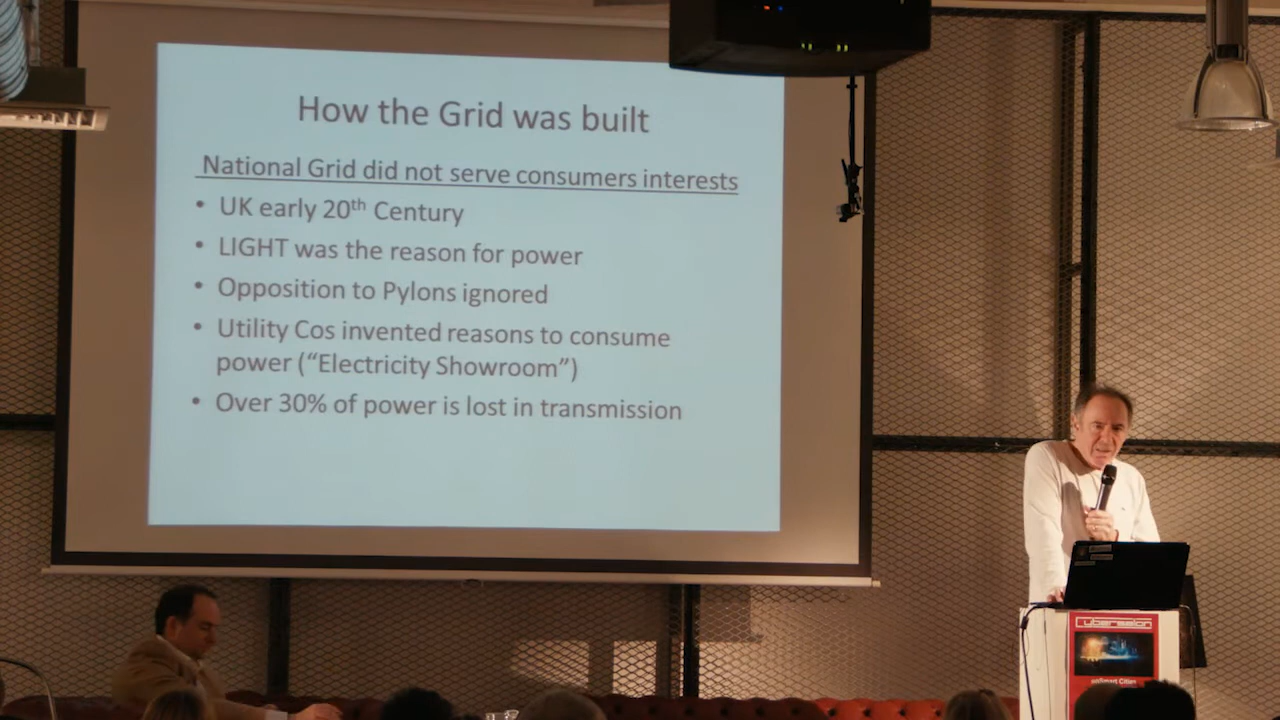 How the Grid was built
National Grid did not serve consumers interests
• UK early 20th Century
• LIGHT was the reason for power
• Opposition to Pylons ignored
• Utility Cos invented reasons to consume
power (“Electricity Showroom”)
• Over 30% of power is lost in transmission